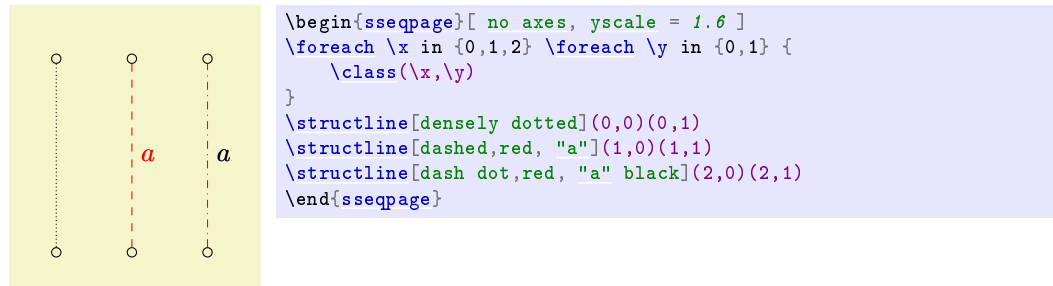 a
a
\begin{sseqpage}[ no axes, yscale = 1.6 ]
\foreach \x in {0,1,2} \foreach \y in {0,1} {
    \class(\x,\y)
}
\structline[densely dotted](0,0)(0,1)
\structline[dashed,red, "a"](1,0)(1,1)
\structline[dash dot,red, "a" black](2,0)(2,1)
\end{sseqpage}